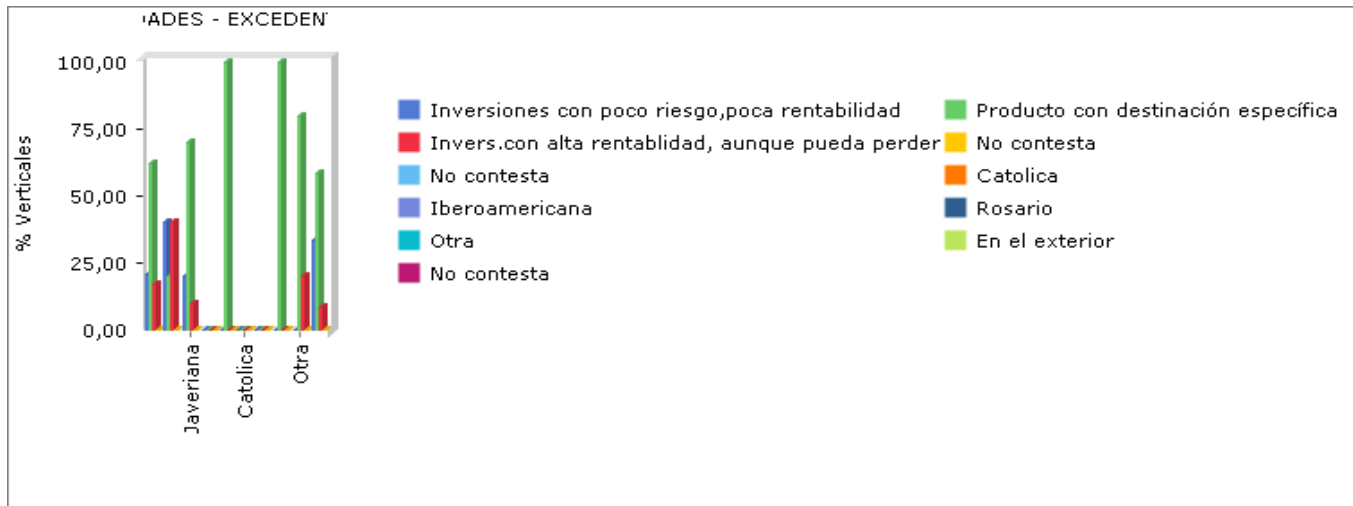 ADES - EXCEDEN
100,00
75,00
50,00
25,00
0,00
% Verticales
Javeriana
Catolica
Otra
Inversiones con poco riesgo,poca rentabilidad
Producto con destinación específica
Invers.con alta rentablidad, aunque pueda perder
No contesta
No contesta
Catolica
Iberoamericana
Rosario
Otra
En el exterior
No contesta